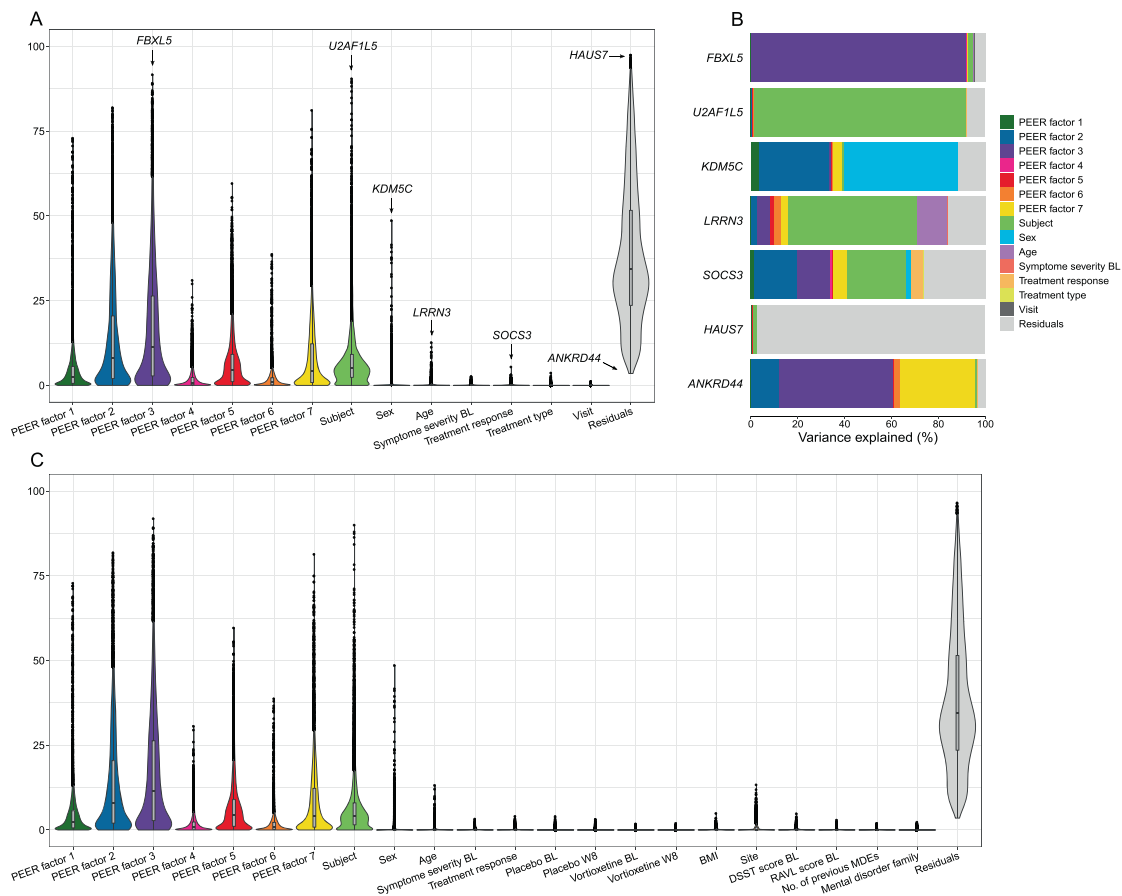 A
100
75
50
25
0
FBXL5
U2AF1L5
HAUS7
KDM5C
LRRN3
SOCS3
ANKRD44
PEER factor 1
PEER factor 2
PEER factor 3
PEER factor 4
PEER factor 5
PEER factor 6
PEER factor 7
Subject
Sex
Age
Symptome severity BL
Treatment response
Treatment type
Visit
Residuals
B
FBXL5
U2AF1L5
KDM5C
LRRN3
SOCS3
HAUS7
ANKRD44
0 20 40 60 80 100
Variance explained (%)
PEER factor 1
PEER factor 2
PEER factor 3
PEER factor 4
PEER factor 5
PEER factor 6
PEER factor 7
Subject
Sex
Age
Symptome severity BL
Treatment response
Treatment type
Visit
Residuals
C
100
75
50
25
0
PEER factor 1
PEER factor 2
PEER factor 3
PEER factor 4
PEER factor 5
PEER factor 6
PEER factor 7
Subject
Sex
Age
Symptome severity BL
Treatment response
Placebo BL
Placebo W8
Vortioxetine BL
Vortioxetine W8
BMI
Site
DSST score BL
RAVL score BL
No. of previous MDEs
Mental disorder family
Residuals